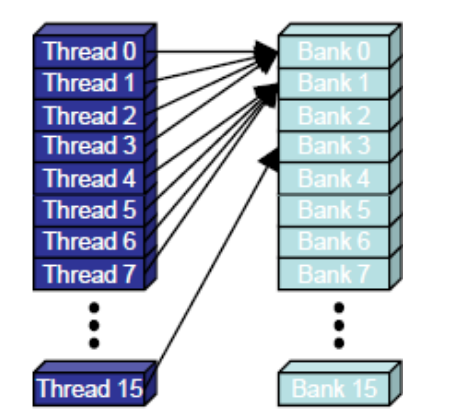 Thread 0
Thread 1
Thread 2
Thread 3
Thread 4
Thread 5
Thread 6
Thread 7
Thread 15
Bank 0
Bank 1
Bank 2
Bank 3
Bank 4
Bank 5
Bank 6
Bank 7
Bank 15